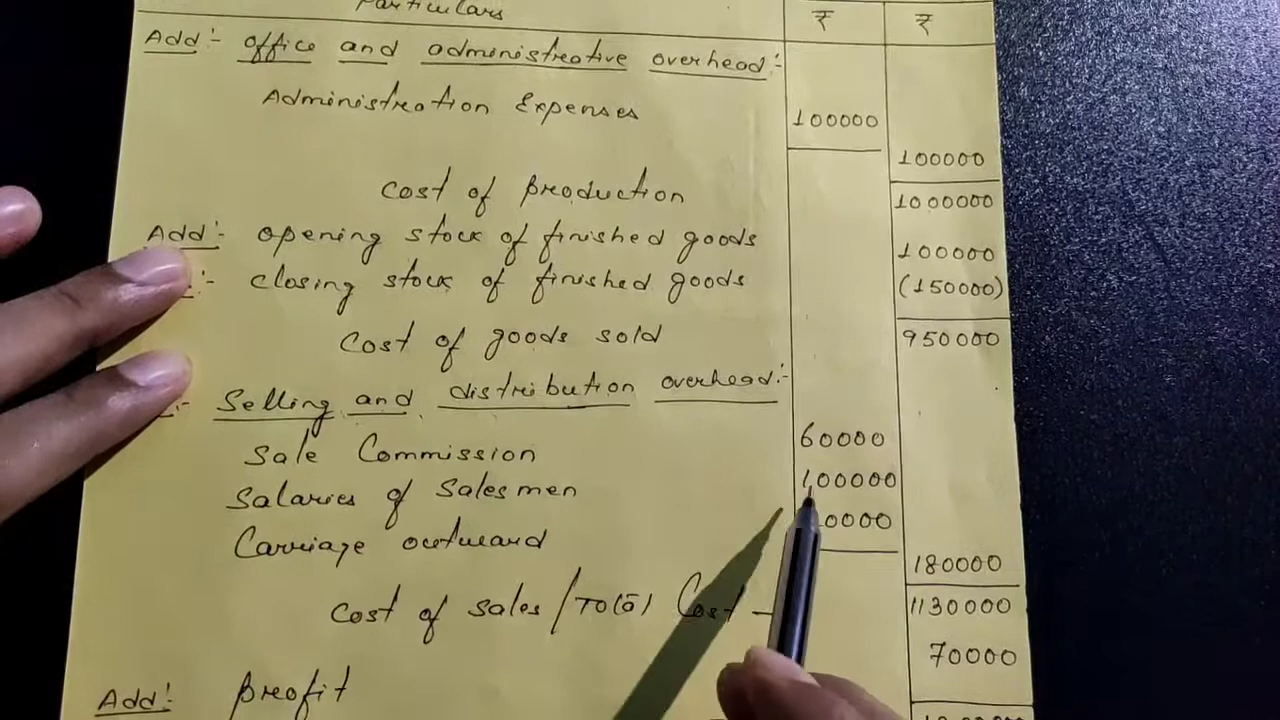 Particulars ₹ ₹
Add:- office and administrative overhead:-
Administration Expenses 100000
100000
Cost of production 1000000
Add:- opening stock of finished goods 100000
:- closing stock of finished goods (150000)
Cost of goods sold 950000
:- Selling and distribution overhead:-
Sale Commission 60000
Salaries of Salesmen 100000
Carriage outward 0000
180000
Cost of sales/Total Cost - 1130000
70000
Add:- profit